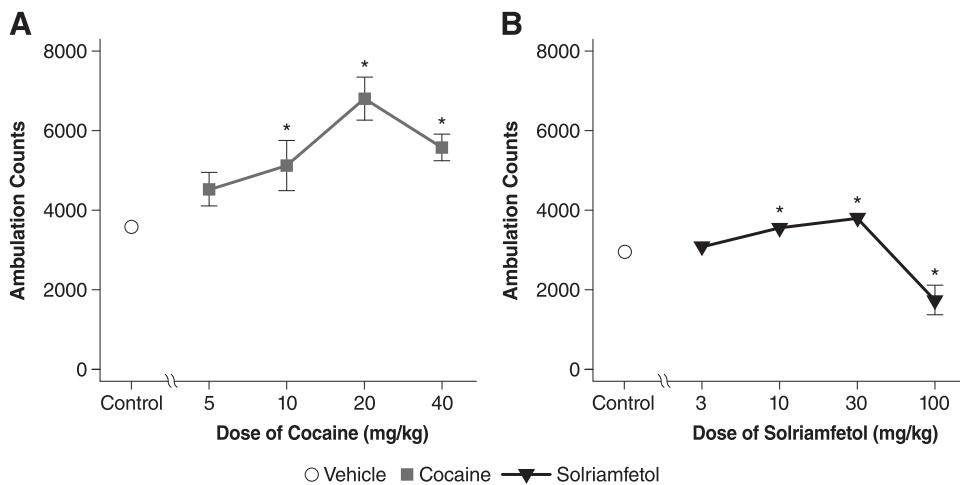 A
8000
6000
4000
2000
0
Ambulation Counts
*
*
*
Control
5
10
20
40
Dose of Cocaine (mg/kg)
B
8000
6000
4000
2000
0
Ambulation Counts
*
*
*
Control
3
10
30
100
Dose of Solriamfetol (mg/kg)
Vehicle Cocaine Solriamfetol